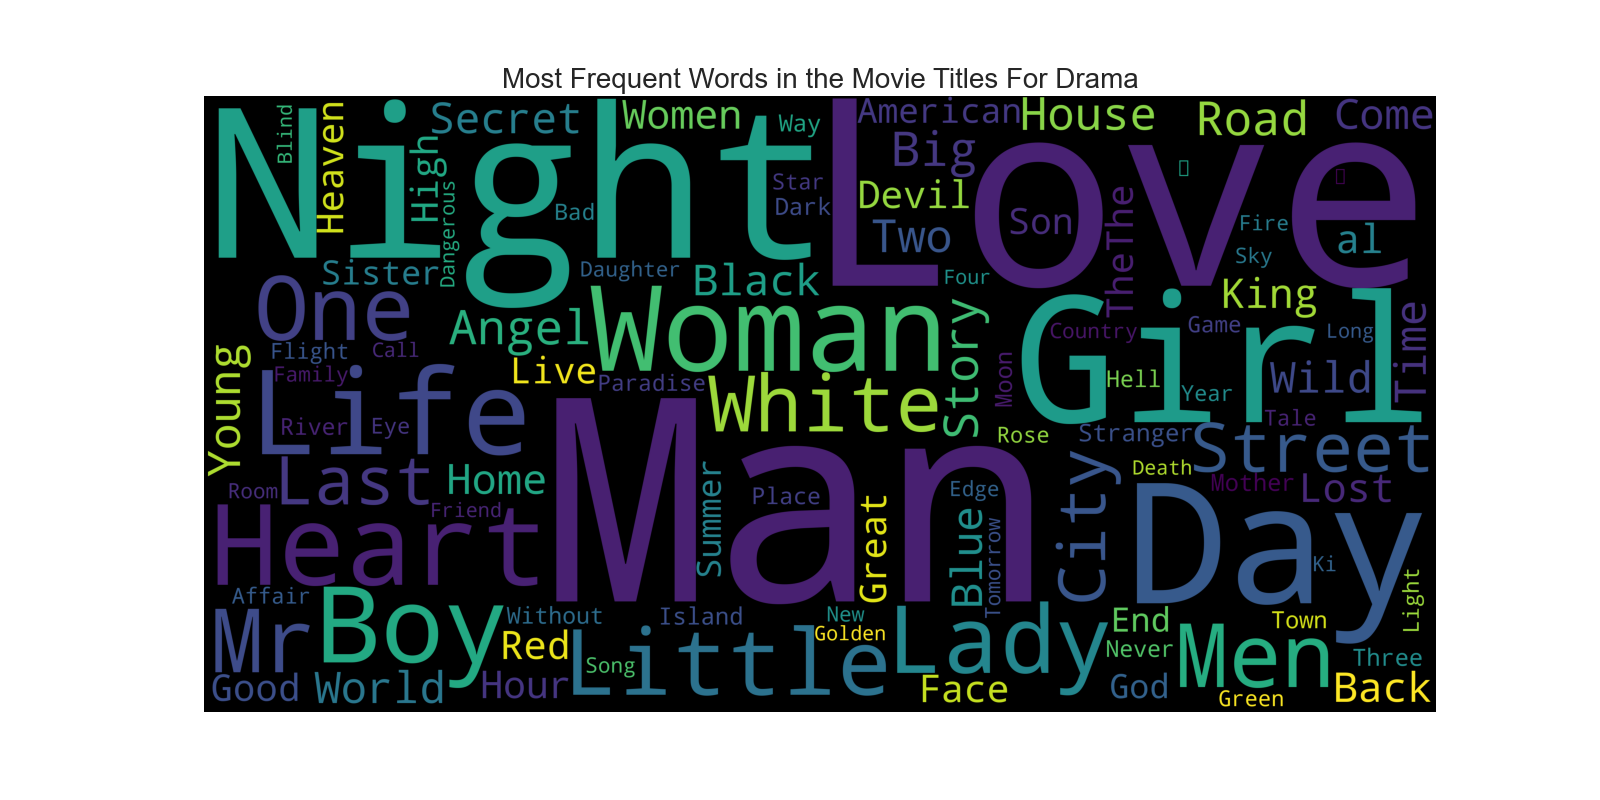 Most Frequent Words in the Movie Titles For Drama
Night
Love
Man
Girl
Day
Woman
Life
Heart
Boy
Little
Lady
Men
White
One
Mr
Street
Last
City
Blind
Heaven
High
Secret
Dangerous
Women
Way
Bad
Star
Dark
American
Big
Devil
Two
House
Road
Come
Son
TheThe
Fire
Sky
al
Sister
Daughter
Black
Four
King
Angel
Story
Country
Game
Long
Time
Flight
Call
Family
Young
Live
Paradise
Moon
Hell
Year
Wild
Tale
River
Eye
Rose
Stranger
Death
Mother
Lost
Room
Home
Friend
Summer
Place
Great
Edge
Blue
Tomorrow
Ki
Light
Affair
Without
Island
New
Golden
End
Never
Town
Three
Red
Song
Good
World
Hour
Face
God
Green
Back